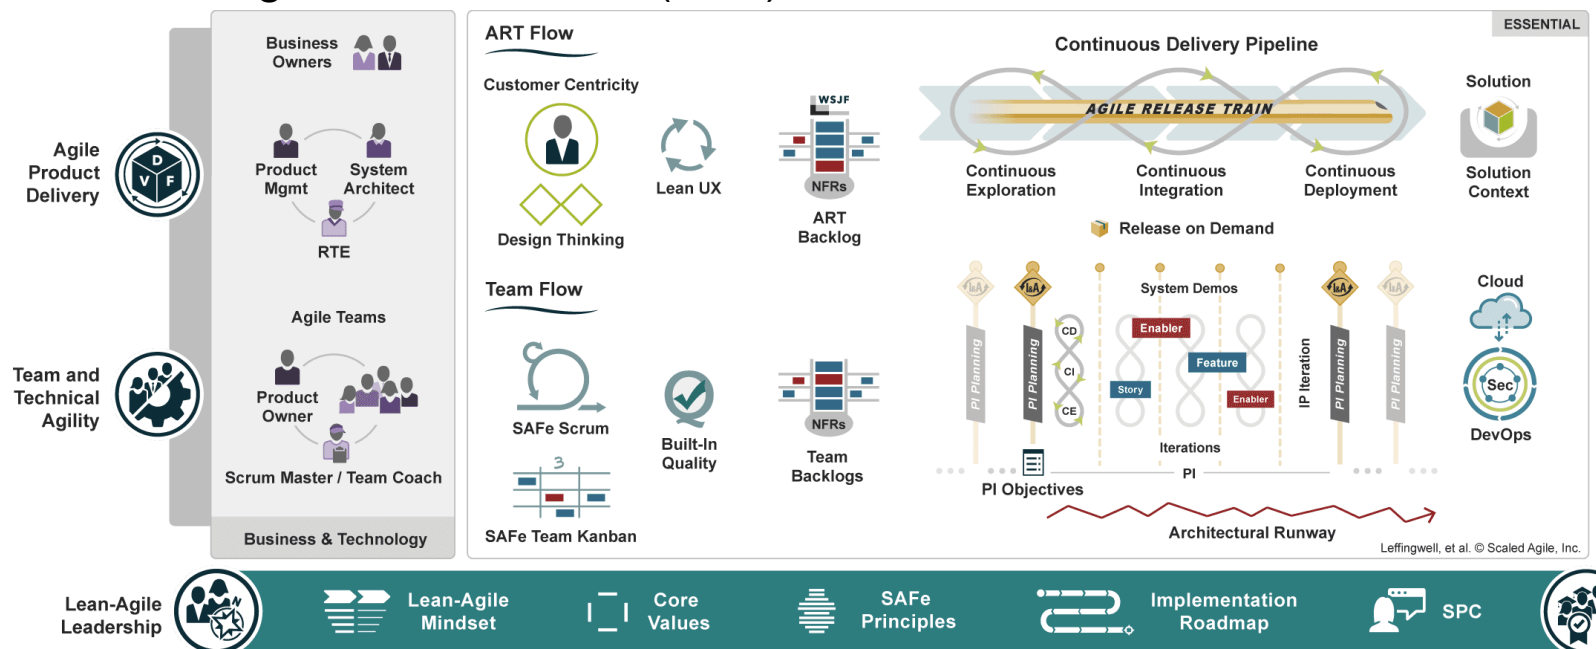 ESSENTIAL
Business
Owners
Agile
Product
Delivery
D
V
F
Product
Mgmt
System
Architect
RTE
Agile Teams
Team and
Technical
Agility
Product
Owner
Scrum Master / Team Coach
Business & Technology
ART Flow
Customer Centricity
Design Thinking
Lean UX
WSJF
NFRs
ART
Backlog
Team Flow
SAFe Scrum
3
SAFe Team Kanban
Built-In
Quality
NFRs
Team
Backlogs
Continuous Delivery Pipeline
AGILE RELEASE TRAIN
Continuous
Exploration
Continuous
Integration
Continuous
Deployment
Release on Demand
Solution
Solution
Context
I&A
I&A
System Demos
I&A
I&A
PI Planning
PI Planning
CD
CI
CE
Enabler
Story
Feature
Enabler
IP Iteration
PI Planning
PI Planning
Iterations
PI
PI Objectives
Architectural Runway
Cloud
Sec
DevOps
Leffingwell, et al. © Scaled Agile, Inc.
Lean-Agile
Leadership
N
Lean-Agile
Mindset
Core
Values
SAFe
Principles
Implementation
Roadmap
SPC